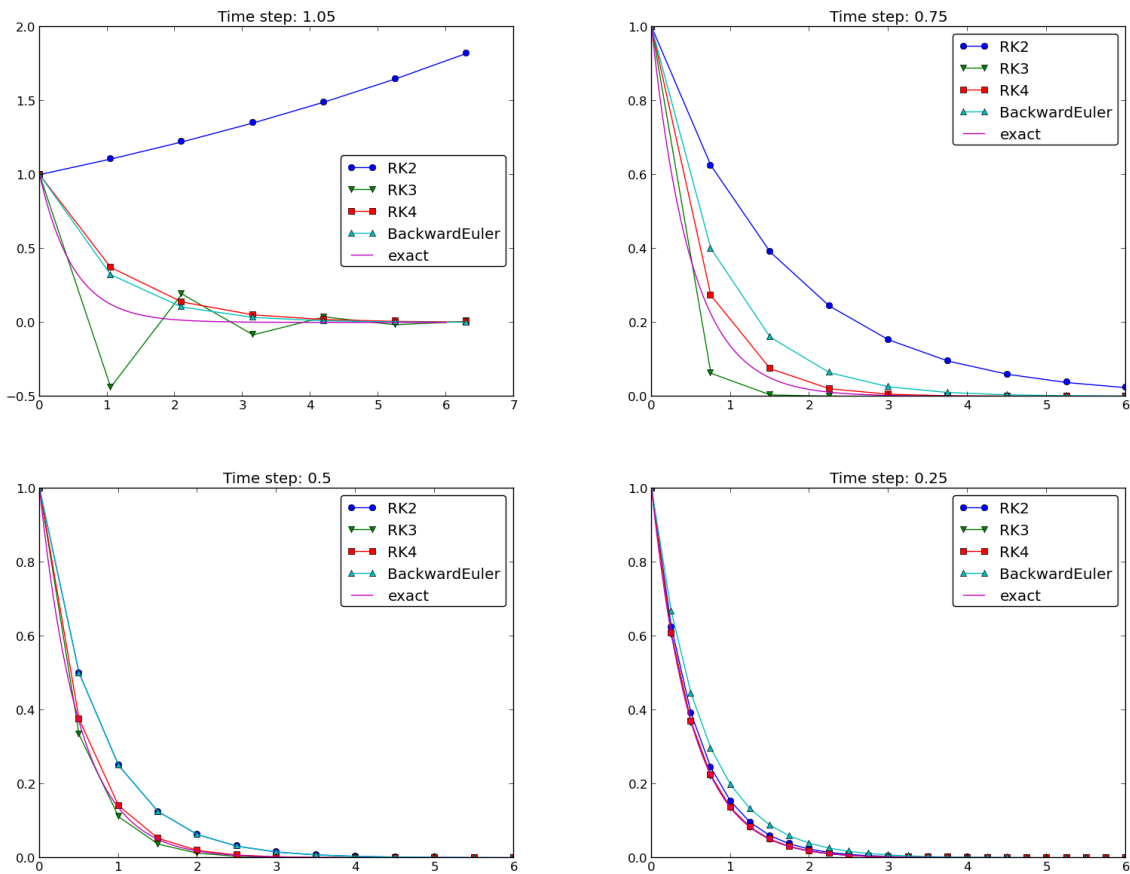 Time step: 1.05
2.0
1.5
1.0
0.5
0.0
−0.5
0 1 2 3 4 5 6 7
RK2
RK3
RK4
BackwardEuler
exact
Time step: 0.75
1.0
0.8
0.6
0.4
0.2
0.0
0 1 2 3 4 5 6
RK2
RK3
RK4
BackwardEuler
exact
Time step: 0.5
1.0
0.8
0.6
0.4
0.2
0.0
0 1 2 3 4 5 6
RK2
RK3
RK4
BackwardEuler
exact
Time step: 0.25
1.0
0.8
0.6
0.4
0.2
0.0
0 1 2 3 4 5 6
RK2
RK3
RK4
BackwardEuler
exact